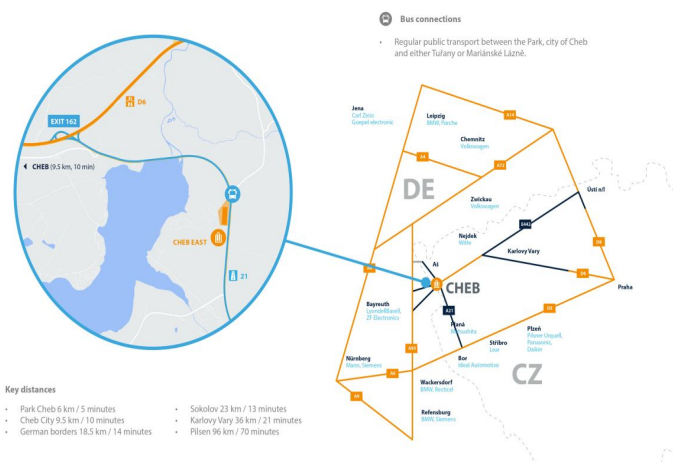 Bus connections
• Regular public transport between the Park, city of Cheb
and either Tuřany or Mariánské Lázně.
D6
EXIT 162
CHEB (9.5 km, 10 min)
CHEB EAST
21
Jena
Carl Zeiss
Goepel electronic
Leipzig
BMW, Porche
A14
Chemnitz
Volkswagen
A4
A72
DE
Zwickau
Volkswagen
Ústí n/l
E442
Nejdek
Witte
D8
Karlovy Vary
Aš
D6
CHEB
Praha
Bayreuth
LyondellBasell,
ZF Electronics
A21
D5
Planá
Plzeň
Pilsner Urquell,
Panasonic,
Daikin
Stříbro
Bor
Ideal Automotive
CZ
Nürnberg
Mann, Siemens
A6
A9
Wackersdorf
BMW, Rechtel
Refensburg
BMW, Siemens
Key distances
• Park Cheb 6 km / 5 minutes
• Cheb City 9.5 km / 10 minutes
• German borders 18.5 km / 14 minutes
• Sokolov 23 km / 13 minutes
• Karlovy Vary 36 km / 21 minutes
• Pilsen 96 km / 70 minutes